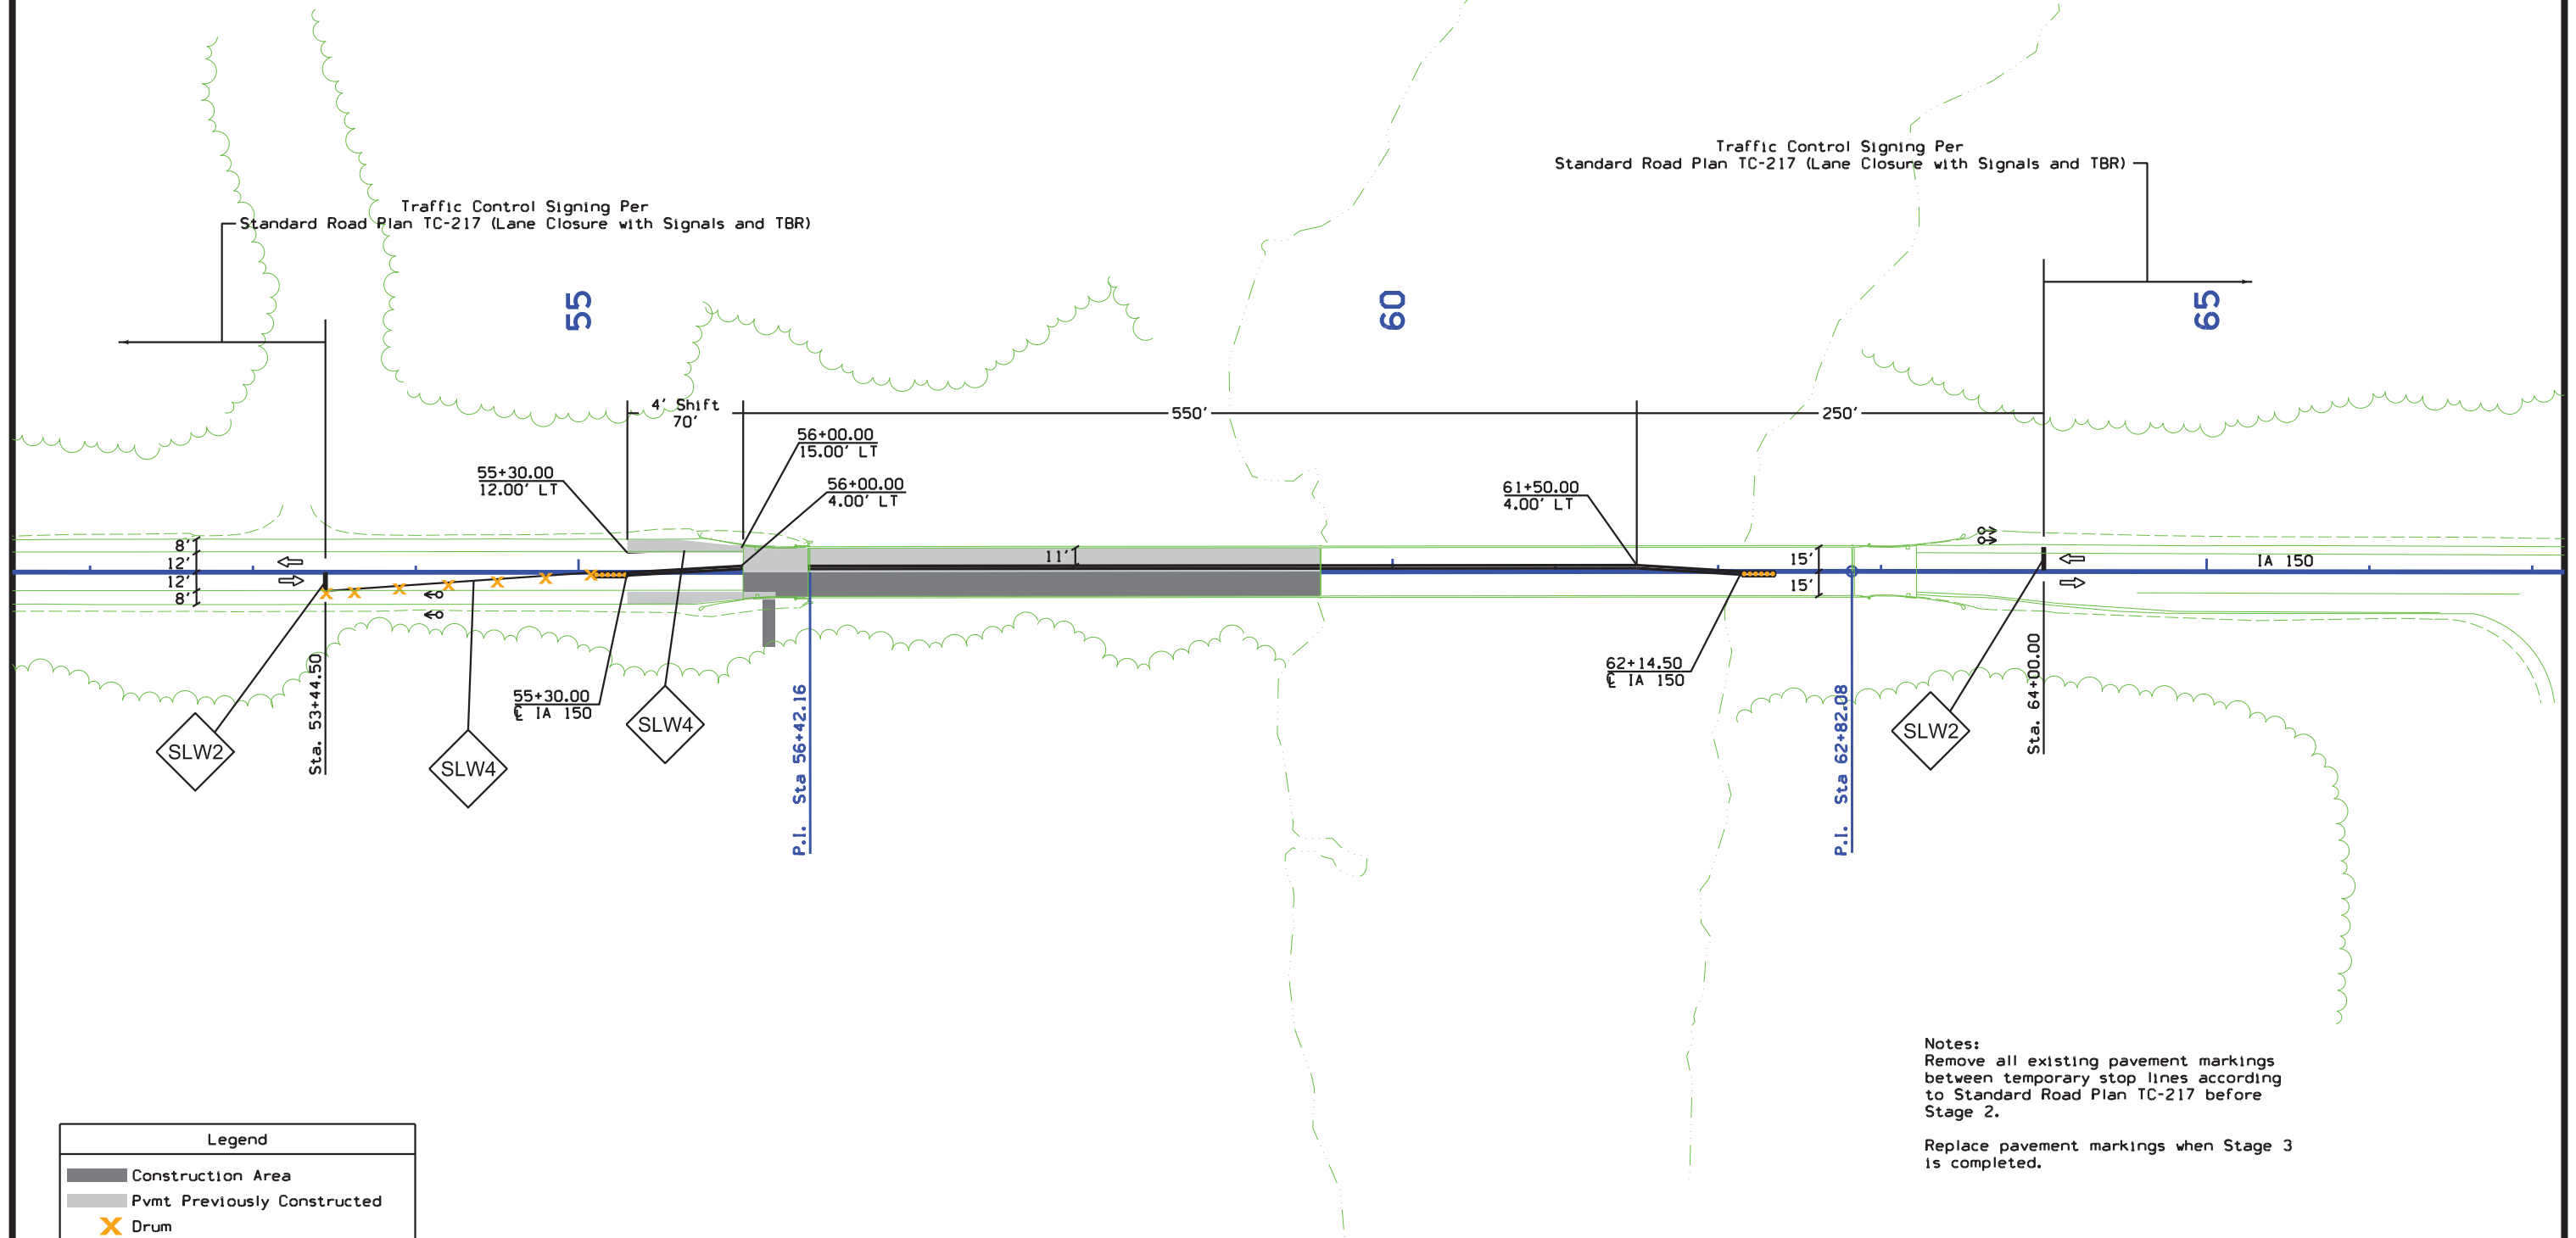 Traffic Control Signing Per
Standard Road Plan TC-217 (Lane Closure with Signals and TBR)
Traffic Control Signing Per
Standard Road Plan TC-217 (Lane Closure with Signals and TBR)
55
60
65
4' Shift
70'
550'
250'
56+00.00
15.00' LT
55+30.00
12.00' LT
56+00.00
4.00' LT
61+50.00
4.00' LT
8'
12'
12'
8'
11'
15'
15'
IA 150
62+14.50
℄ IA 150
55+30.00
℄ IA 150
SLW2
Sta. 53+44.50
SLW4
SLW4
P.I. Sta 56+42.16
P.I. Sta 62+82.08
SLW2
Sta. 64+00.00
Notes:
Remove all existing pavement markings
between temporary stop lines according
to Standard Road Plan TC-217 before
Stage 2.
Replace pavement markings when Stage 3
is completed.
Legend
Construction Area
Pvmt Previously Constructed
Drum